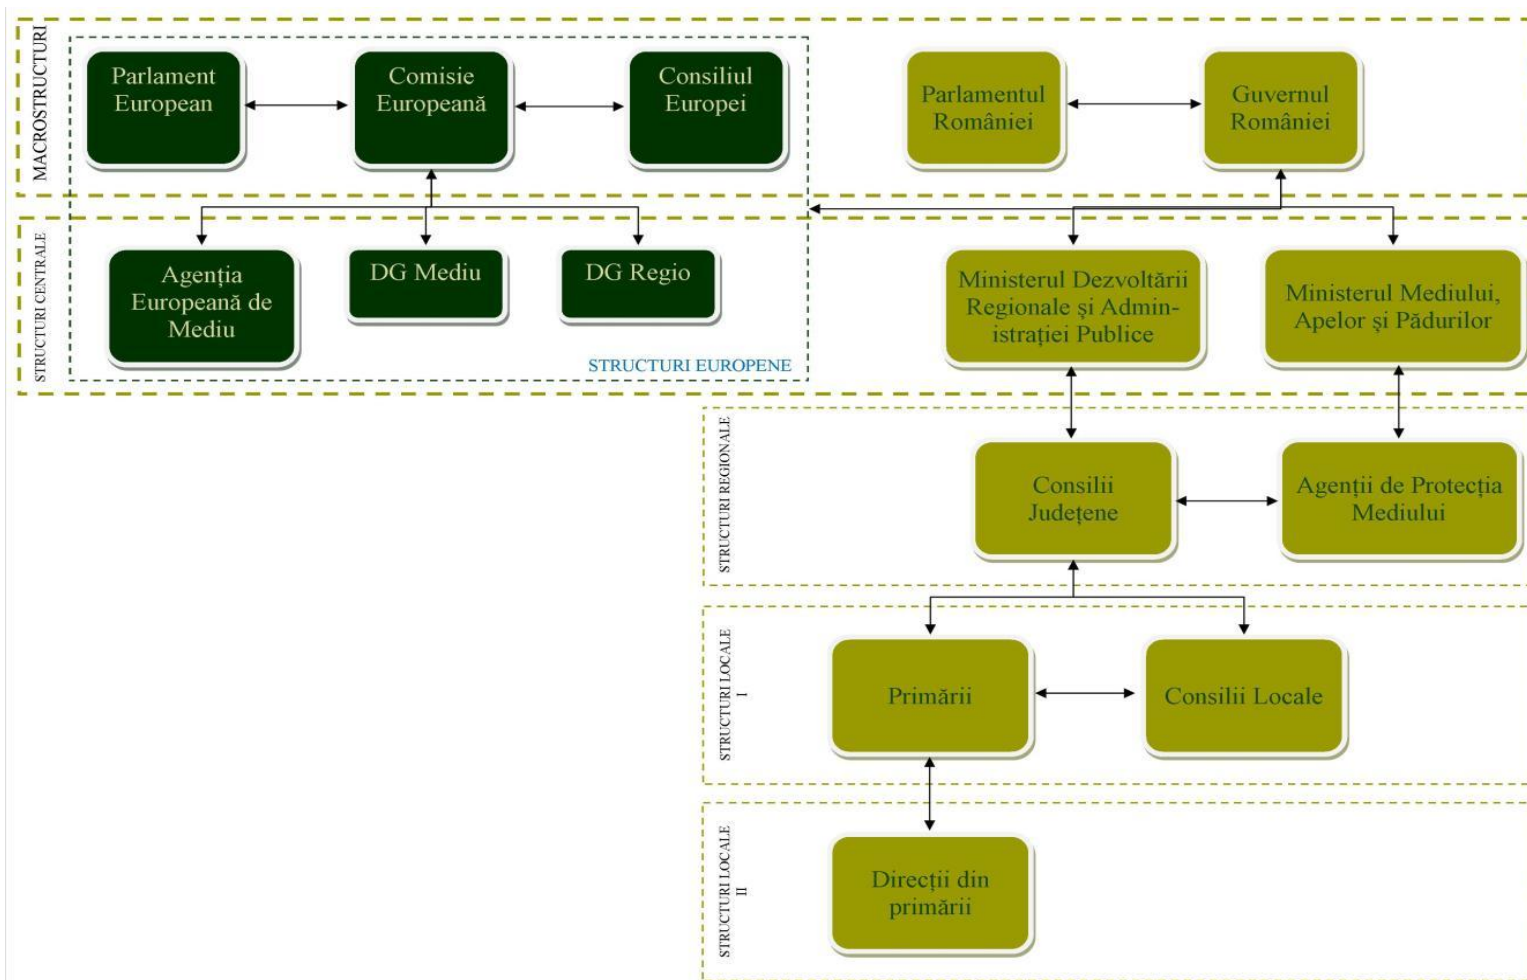 MACROSTRUCTURI
Parlament
European
Comisie
Europeană
Consiliul
Europei
Parlamentul
României
Guvernul
României
STRUCTURI CENTRALE
Agenția
Europeană de
Mediu
DG Mediu
DG Regio
STRUCTURI EUROPENE
Ministerul Dezvoltării
Regionale și Admin-
istrației Publice
Ministerul Mediului,
Apelor și Pădurilor
STRUCTURI REGIONALE
Consilii
Județene
Agenții de Protecția
Mediului
STRUCTURI LOCALE
I
Primării
Consilii Locale
STRUCTURI LOCALE
II
Direcții din
primării